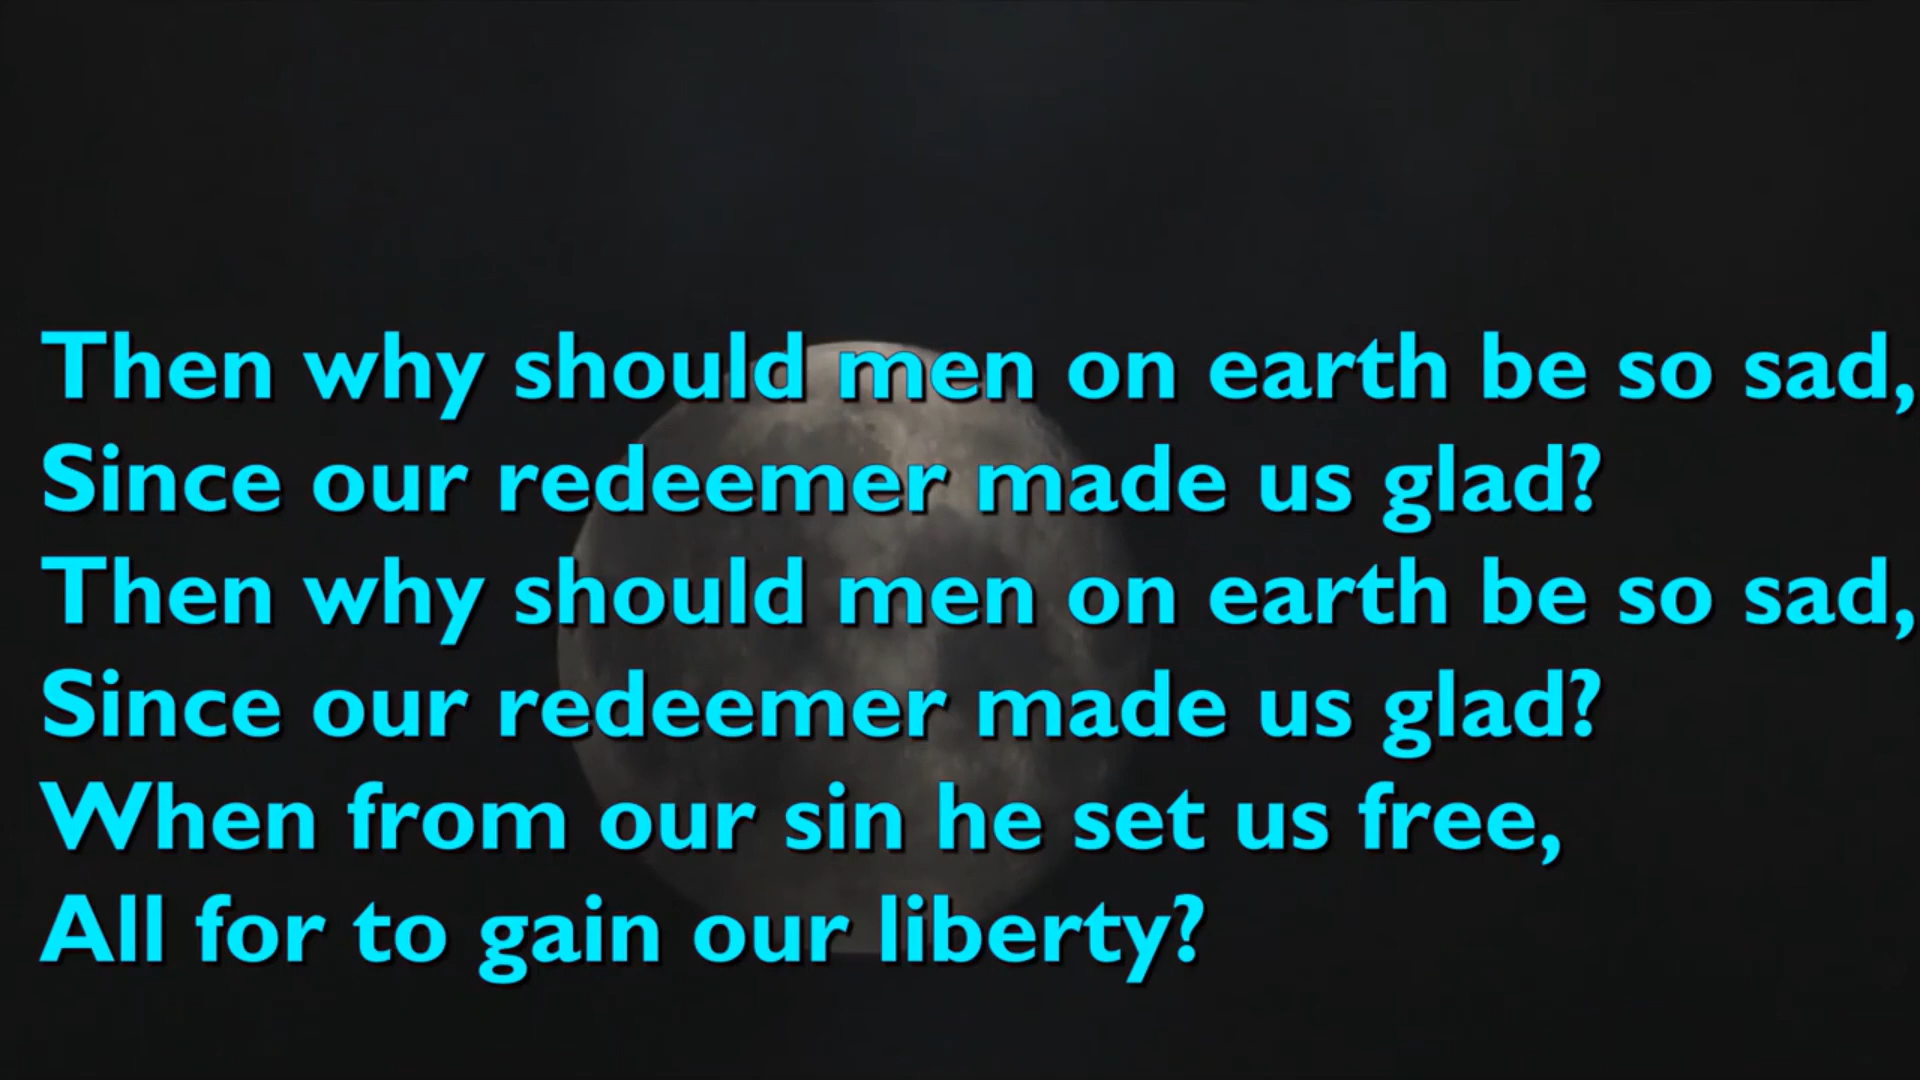 Then why should men on earth be so sad,
Since our redeemer made us glad?
Then why should men on earth be so sad,
Since our redeemer made us glad?
When from our sin he set us free,
All for to gain our liberty?